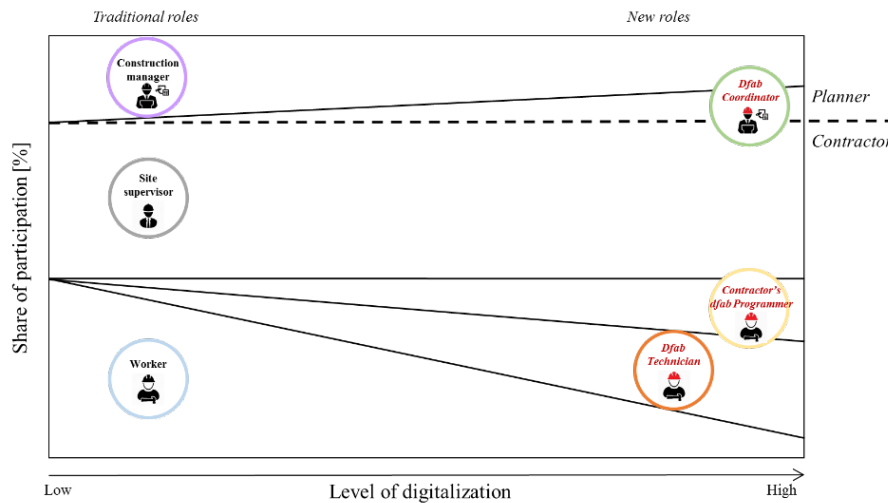 Traditional roles
New roles
Construction
manager
Dfab
Coordinator
Planner
Contractor
Site
supervisor
Share of participation [%]
Contractor's
dfab Programmer
Worker
Dfab
Technician
Low
Level of digitalization
High